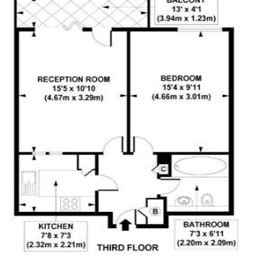 BALCONY
13' x 4'1
(3.94m x 1.23m)
RECEPTION ROOM
15'5 x 10'10
(4.67m x 3.29m)
BEDROOM
15'4 x 9'11
(4.66m x 3.01m)
C
B
KITCHEN
7'8 x 7'3
(2.32m x 2.21m)
BATHROOM
7'3 x 6'11
(2.20m x 2.09m)
THIRD FLOOR